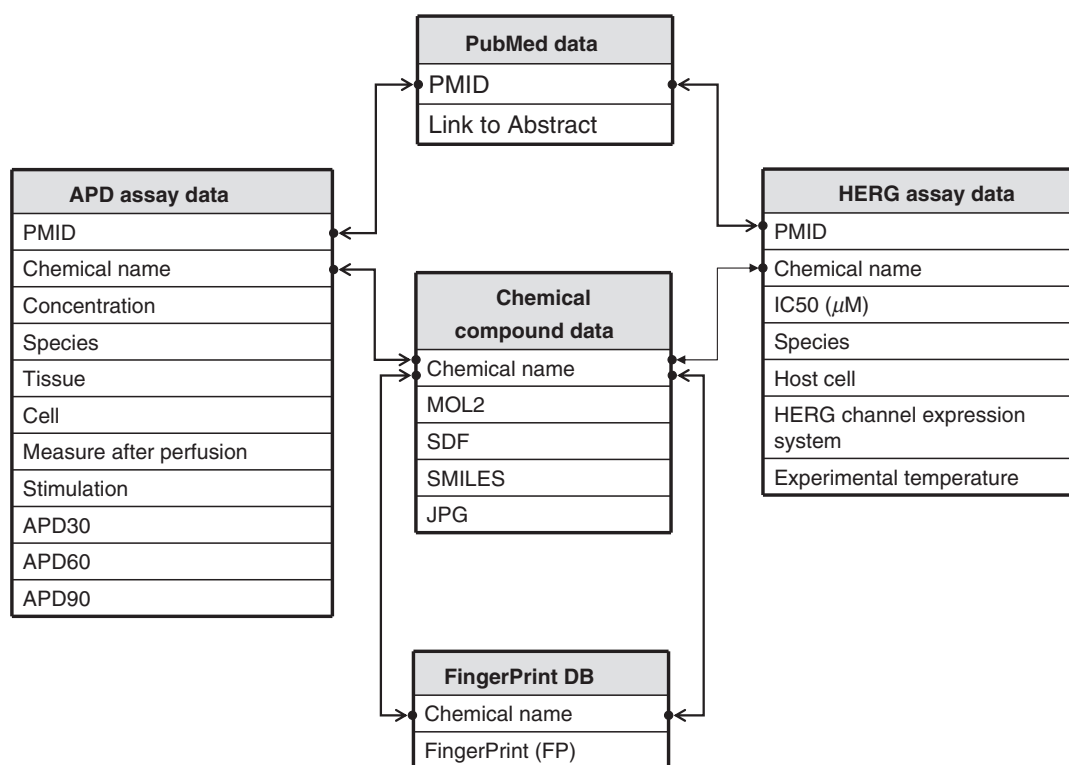 PubMed data
PMID
Link to Abstract
APD assay data
PMID
Chemical name
Concentration
Species
Tissue
Cell
Measure after perfusion
Stimulation
APD30
APD60
APD90
Chemical
compound data
Chemical name
MOL2
SDF
SMILES
JPG
HERG assay data
PMID
Chemical name
IC50 (μM)
Species
Host cell
HERG channel expression
system
Experimental temperature
FingerPrint DB
Chemical name
FingerPrint (FP)